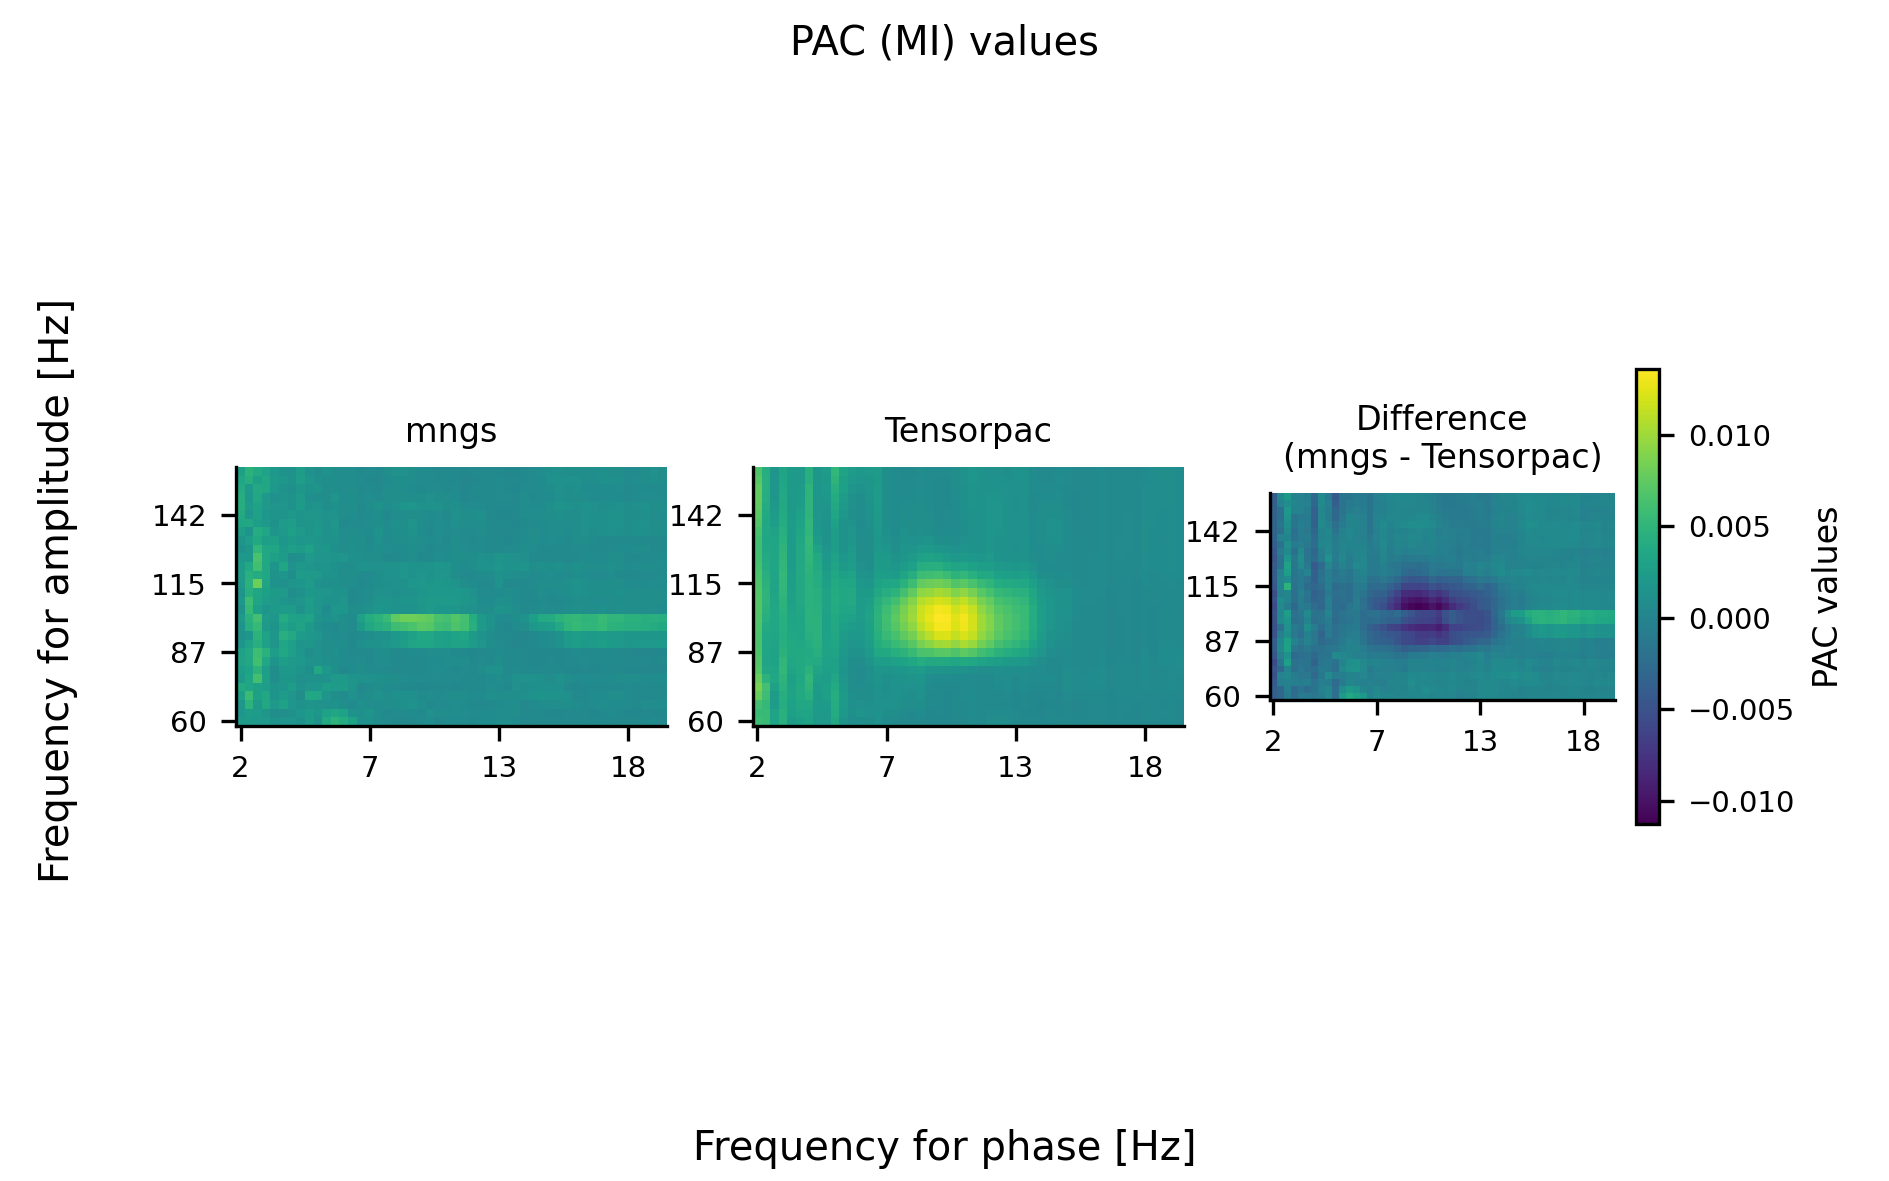 PAC (MI) values
Frequency for amplitude [Hz]
mngs
142
115
87
60
2 7 13 18
Tensorpac
142
115
87
60
2 7 13 18
Difference
(mngs - Tensorpac)
142
115
87
60
2 7 13 18
0.010
0.005
0.000
−0.005
−0.010
PAC values
Frequency for phase [Hz]